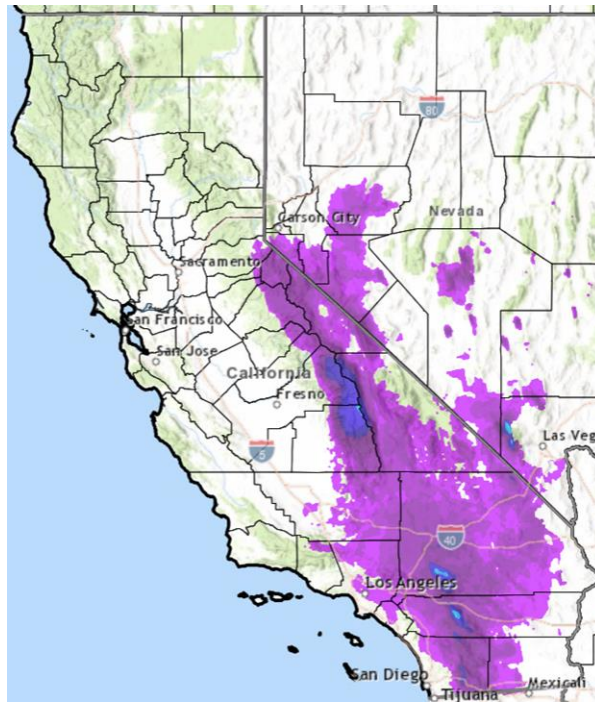 80
Carson City
Nevada
Sacramento
San Francisco
San Jose
California
Fresno
5
Las Veg
40
Los Angeles
San Diego
Mexicali
Tijuana